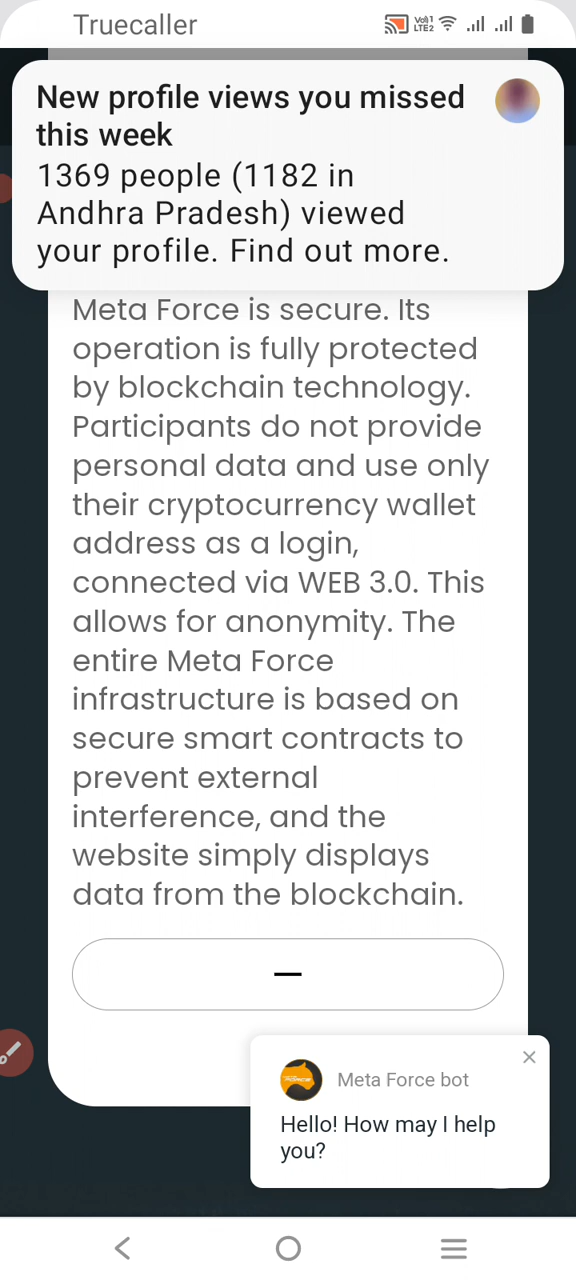 Truecaller
VoI 1
LTE2
New profile views you missed
this week
1369 people (1182 in
Andhra Pradesh) viewed
your profile. Find out more.
Meta Force is secure. Its
operation is fully protected
by blockchain technology.
Participants do not provide
personal data and use only
their cryptocurrency wallet
address as a login,
connected via WEB 3.0. This
allows for anonymity. The
entire Meta Force
infrastructure is based on
secure smart contracts to
prevent external
interference, and the
website simply displays
data from the blockchain.
Meta Force bot
Hello! How may I help
you?